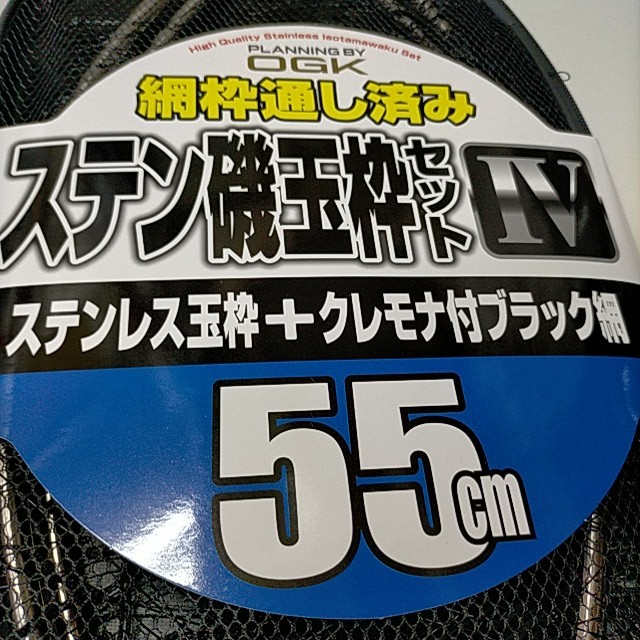 High Quality Stainless Isotamawaku Set
PLANNING BY
OGK
網枠通し済み
ステン磯玉枠セット IV
ステンレス玉枠+クレモナ付ブラック網
55cm